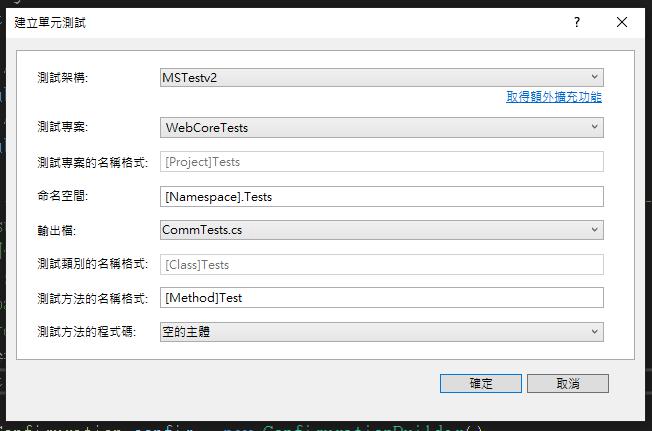 建立單元測試
?
測試架構: MSTestv2
取得額外擴充功能
測試專案: WebCoreTests
測試專案的名稱格式: [Project]Tests
命名空間: [Namespace].Tests
輸出檔: CommTests.cs
測試類別的名稱格式: [Class]Tests
測試方法的名稱格式: [Method]Test
測試方法的程式碼: 空的主體
確定 取消